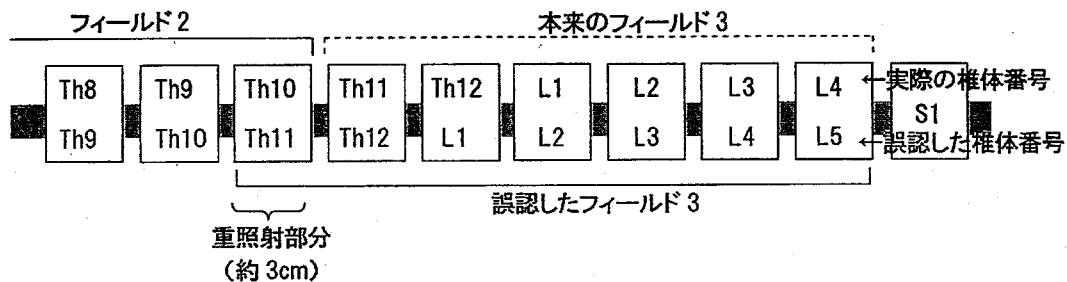 フィールド2
本来のフィールド3
Th8 Th9 Th10 Th11 Th12 L1 L2 L3 L4 ←実際の椎体番号
S1
Th9 Th10 Th11 Th12 L1 L2 L3 L4 L5 ←誤認した椎体番号
誤認したフィールド3
重照射部分
(約3cm)